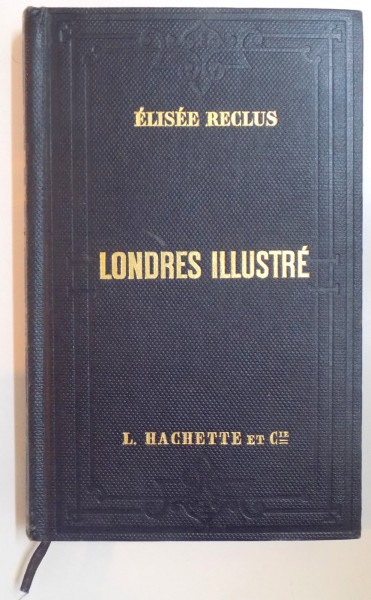 ÉLISÉE RECLUS
LONDRES ILLUSTRÉ
L. HACHETTE ET Cⁱᵉ